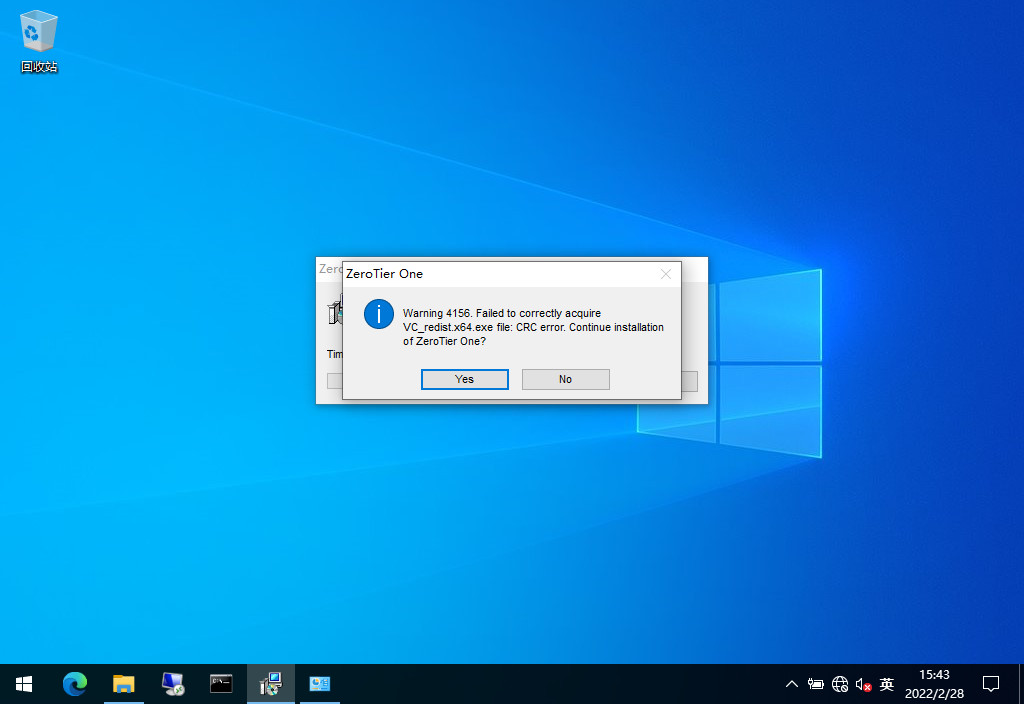 回收站
Zero
ZeroTier One
Warning 4156. Failed to correctly acquire
VC_redist.x64.exe file: CRC error. Continue installation
of ZeroTier One?
Tim
Yes
No
英
15:43
2022/2/28